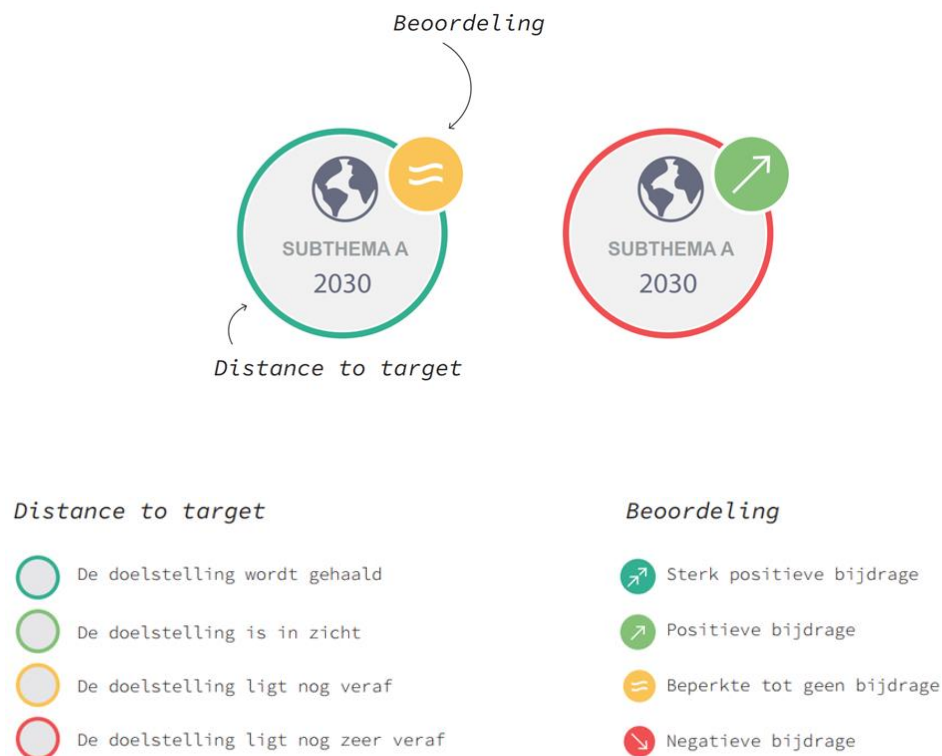 Beoordeling
SUBTHEMA A
2030
SUBTHEMA A
2030
Distance to target
Distance to target
De doelstelling wordt gehaald
De doelstelling is in zicht
De doelstelling ligt nog veraf
De doelstelling ligt nog zeer veraf
Beoordeling
Sterk positieve bijdrage
Positieve bijdrage
Beperkte tot geen bijdrage
Negatieve bijdrage